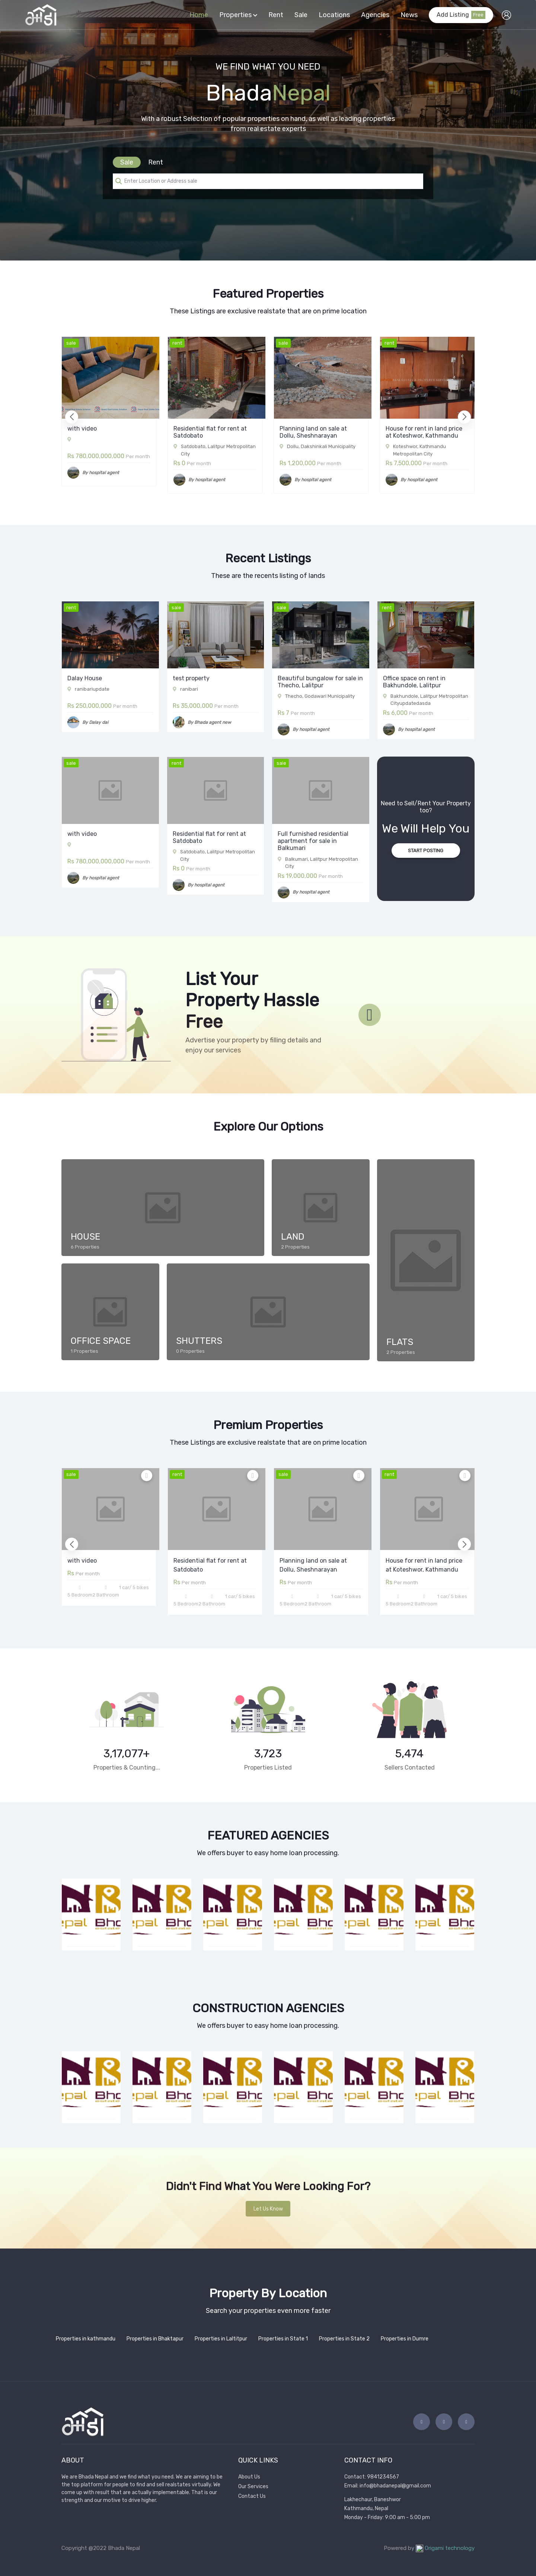 भाडा
Home Properties Rent Sale Locations Agencies News Add Listing Free
WE FIND WHAT YOU NEED
BhadaNepal
With a robust Selection of popular properties on hand, as well as leading properties
from real estate experts
Sale Rent
Enter Location or Address sale
Featured Properties
These Listings are exclusive realstate that are on prime location
sale
with video
Rs 780,000,000,000 Per month
By hospital agent
rent
Residential flat for rent at
Satdobato
Satdobato, Lalitpur Metropolitan
City
Rs 0 Per month
By hospital agent
sale
Planning land on sale at
Dollu, Sheshnarayan
Dollu, Dakshinkali Municipality
Rs 1,200,000 Per month
By hospital agent
rent
House for rent in land price
at Koteshwor, Kathmandu
Koteshwor, Kathmandu
Metropolitan City
Rs 7,500,000 Per month
By hospital agent
Recent Listings
These are the recents listing of lands
rent
Dalay House
ranibariupdate
Rs 250,000,000 Per month
By Dalay dai
sale
test property
ranibari
Rs 35,000,000 Per month
By Bhada agent new
sale
Beautiful bungalow for sale in
Thecho, Lalitpur
Thecho, Godawari Municipality
Rs 7 Per month
By hospital agent
rent
Office space on rent in
Bakhundole, Lalitpur
Bakhundole, Lalitpur Metropolitan
Cityupdatedasda
Rs 6,000 Per month
By hospital agent
sale
with video
Rs 780,000,000,000 Per month
By hospital agent
rent
Residential flat for rent at
Satdobato
Satdobato, Lalitpur Metropolitan
City
Rs 0 Per month
By hospital agent
sale
Full furnished residential
apartment for sale in
Balkumari
Balkumari, Lalitpur Metropolitan
City
Rs 19,000,000 Per month
By hospital agent
Need to Sell/Rent Your Property
too?
We Will Help You
START POSTING
List Your
Property Hassle
Free
Advertise your property by filling details and
enjoy our services
Explore Our Options
HOUSE
6 Properties
LAND
2 Properties
FLATS
2 Properties
OFFICE SPACE
1 Properties
SHUTTERS
0 Properties
Premium Properties
These Listings are exclusive realstate that are on prime location
sale
with video
Rs Per month
1 car/ 5 bikes
5 Bedroom2 Bathroom
rent
Residential flat for rent at
Satdobato
Rs Per month
1 car/ 5 bikes
5 Bedroom2 Bathroom
sale
Planning land on sale at
Dollu, Sheshnarayan
Rs Per month
1 car/ 5 bikes
5 Bedroom2 Bathroom
rent
House for rent in land price
at Koteshwor, Kathmandu
Rs Per month
1 car/ 5 bikes
5 Bedroom2 Bathroom
3,17,077+
Properties & Counting...
3,723
Properties Listed
5,474
Sellers Contacted
FEATURED AGENCIES
We offers buyer to easy home loan processing.
CONSTRUCTION AGENCIES
We offers buyer to easy home loan processing.
Didn't Find What You Were Looking For?
Let Us Know
Property By Location
Search your properties even more faster
Properties in kathmandu Properties in Bhaktapur Properties in Laltitpur Properties in State 1 Properties in State 2 Properties in Dumre
भाडा
ABOUT
We are Bhada Nepal and we find what you need. We are aiming to be
the top platform for people to find and sell realstates virtually. We
come up with result that are actually implementable. That is our
strength and our motive to drive higher.
QUICK LINKS
About Us
Our Services
Contact Us
CONTACT INFO
Contact: 9841234567
Email: info@bhadanepal@gmail.com
Lakhechaur, Baneshwor
Kathmandu, Nepal
Monday - Friday: 9:00 am - 5:00 pm
Copyright @2022 Bhada Nepal
Powered by Origami technology